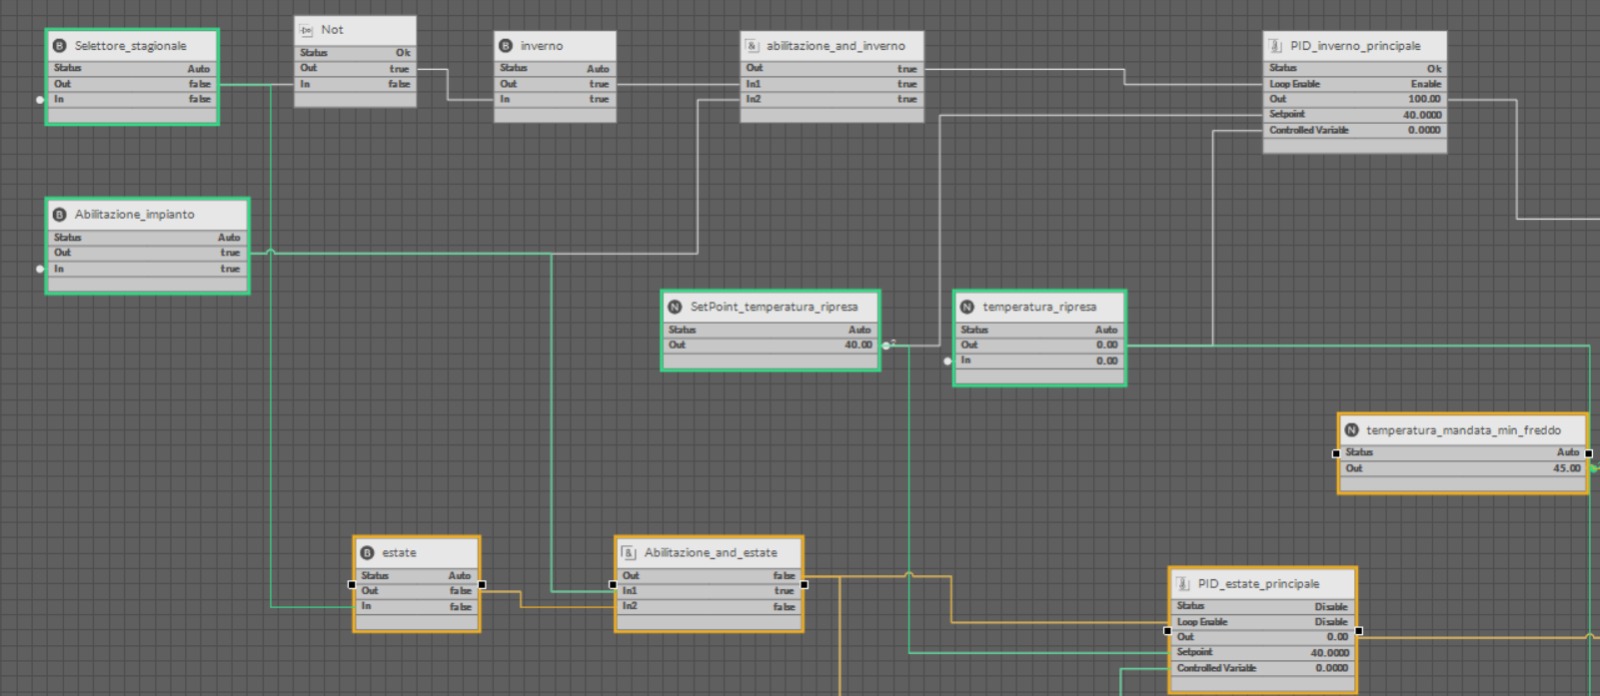 Selettore_stagionale
Status Auto
Out false
In false
Not
Status Ok
Out true
In false
inverno
Status Auto
Out true
In true
& abilitazione_and_inverno
Out true
In1 true
In2 true
PID_inverno_principale
Status Ok
Loop Enable Enable
Out 100.00
Setpoint 40.0000
Controlled Variable 0.0000
B Abilitazione_impianto
Status Auto
Out true
In true
N SetPoint_temperatura_ripresa
Status Auto
Out 40.00
N temperatura_ripresa
Status Auto
Out 0.00
In 0.00
N temperatura_mandata_min_freddo
Status Auto
Out 45.00
B estate
Status Auto
Out false
In false
& Abilitazione_and_estate
Out false
In1 true
In2 false
PID_estate_principale
Status Disable
Loop Enable Disable
Out 0.00
Setpoint 40.0000
Controlled Variable 0.0000